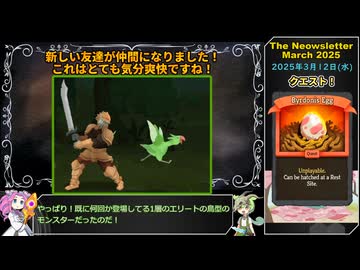 新しい友達が仲間になりました！
これはとても気分爽快ですね！
The Neowsletter
March 2025
2025年3月12日(水)
クエスト！
Byrdonis Egg
Quest
Unplayable.
Can be hatched at a Rest
Site.
やっぱり！既に何回か登場してる1層のエリートの鳥型の
モンスターだったのだ！